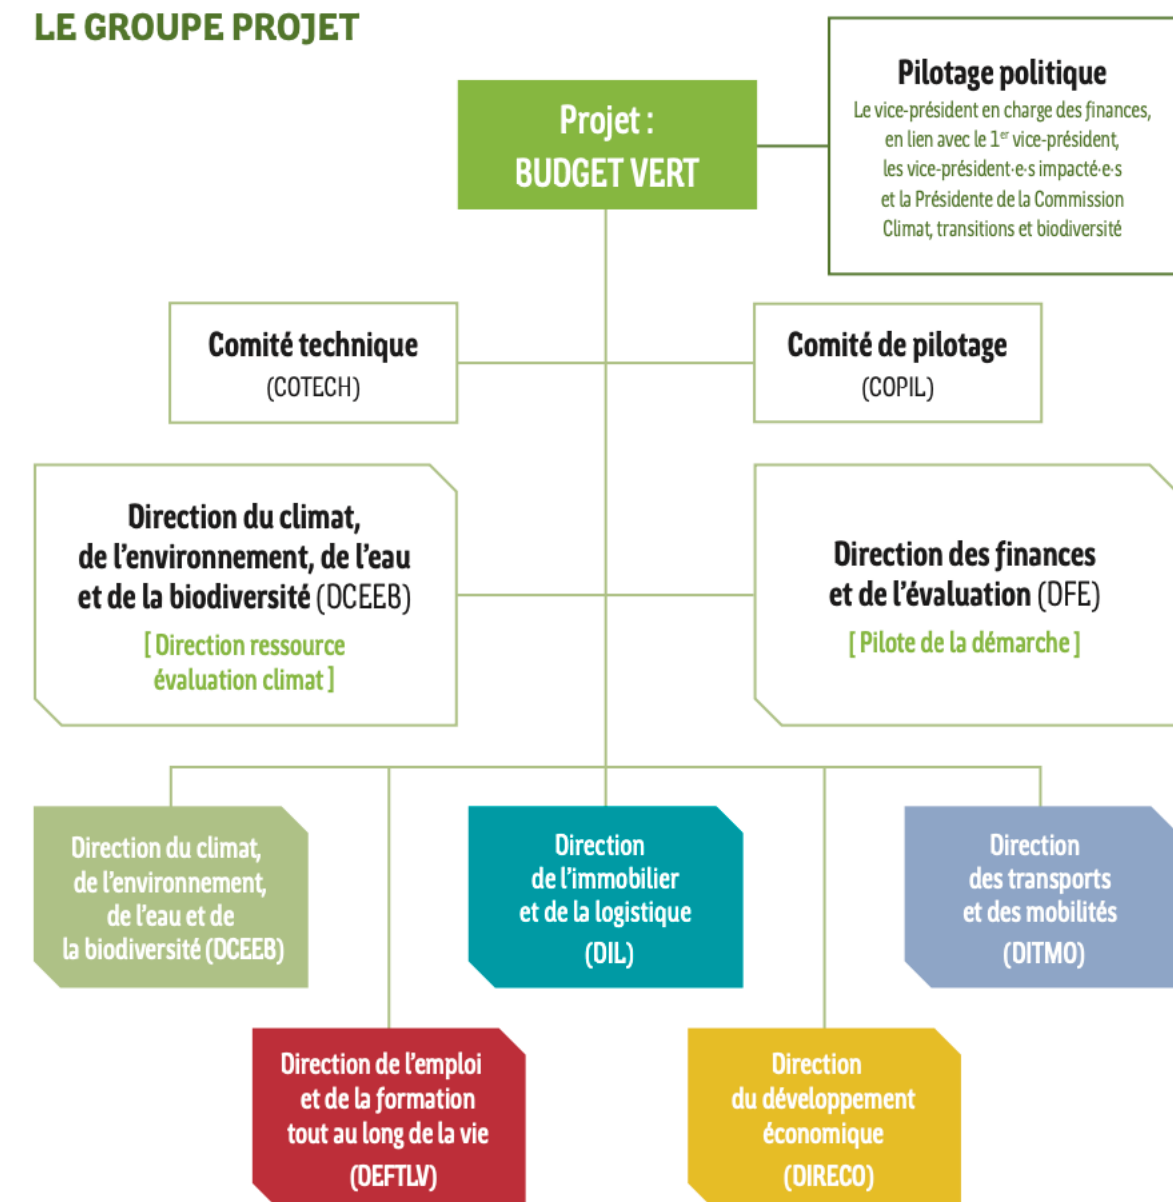 LE GROUPE PROJET
Projet :
BUDGET VERT
Pilotage politique
Le vice-président en charge des finances,
en lien avec le 1er vice-président,
les vice-président·e·s impacté·e·s
et la Présidente de la Commission
Climat, transitions et biodiversité
Comité technique
(COTECH)
Comité de pilotage
(COPIL)
Direction du climat,
de l'environnement, de l'eau
et de la biodiversité (DCEEB)
[ Direction ressource
évaluation climat ]
Direction des finances
et de l'évaluation (DFE)
[ Pilote de la démarche ]
Direction du climat,
de l'environnement,
de l'eau et de
la biodiversité (DCEEB)
Direction
de l'immobilier
et de la logistique
(DIL)
Direction
des transports
et des mobilités
(DITMO)
Direction de l'emploi
et de la formation
tout au long de la vie
(DEFTLV)
Direction
du développement
économique
(DIRECO)